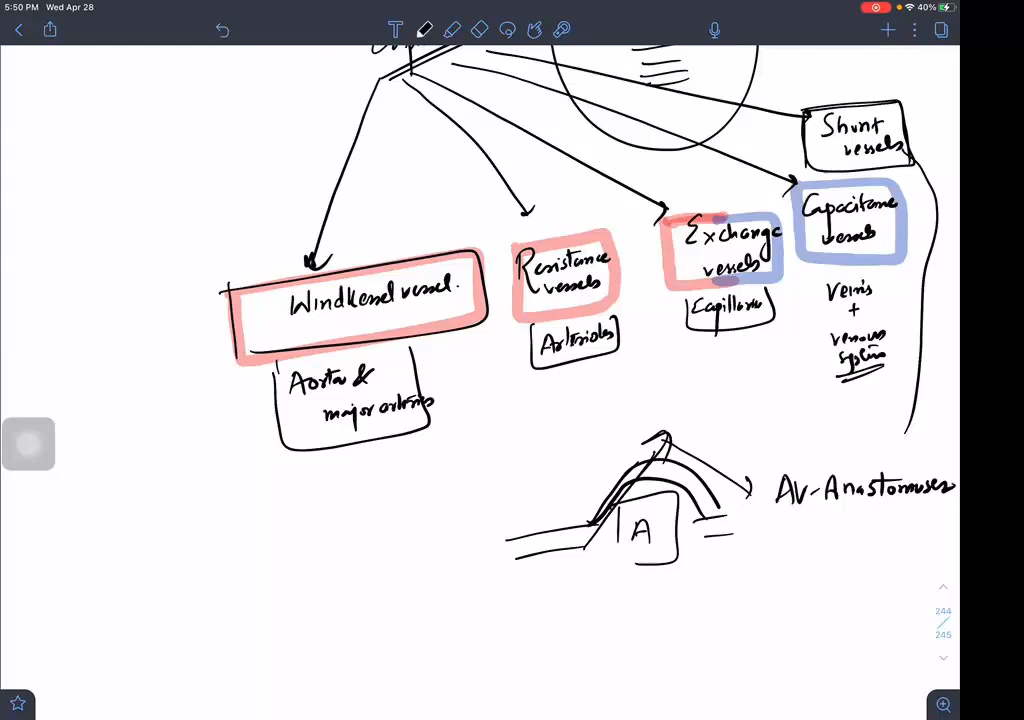 5:50 PM Wed Apr 28
40%
T
Shunt
vessels
Capacitance
vessels
Exchange
vessels
Resistance
vessels
Windkessel vessel.
veins
+
venous
system
Capillaries
Arterioles
Aorta &
major arteries
AV-Anastomoses
A
244
245